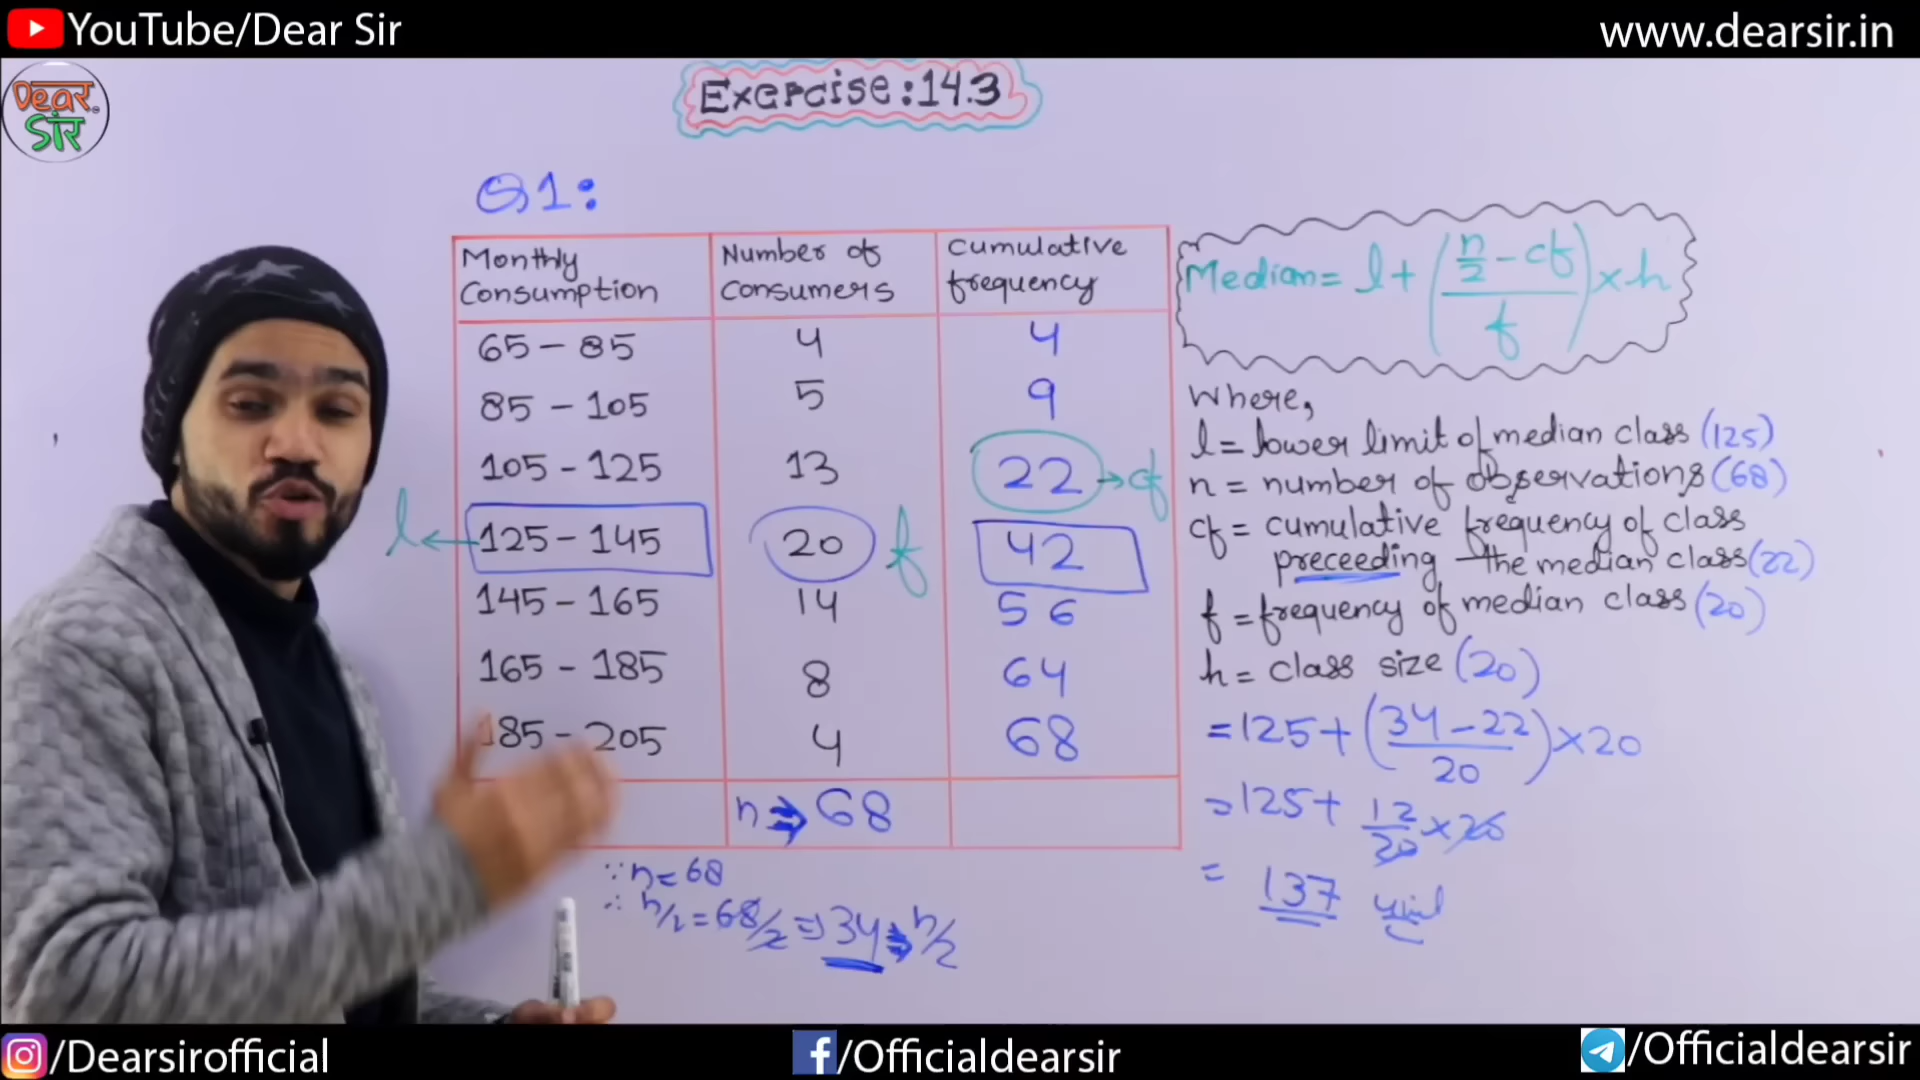 YouTube/Dear Sir
www.dearsir.in
Dear
Sir
Exercise:14.3
Q1:
Monthly Consumption | Number of consumers | Cumulative frequency
65-85 4 4
85-105 5 9
105-125 13 22 → cf
l ← 125-145 20 f 42
145-165 14 56
165-185 8 64
185-205 4 68
n ⇒ 68
∵ n = 68
∴ n/2 = 68/2 ⇒ 34 ⇒ n/2
Median = l + ((n/2 - cf)/f) × h
Where,
l = lower limit of median class (125)
n = number of observations (68)
cf = cumulative frequency of class
preceeding the median class (22)
f = frequency of median class (20)
h = class size (20)
= 125 + ((34-22)/20) × 20
= 125 + 12/20 × 20
= 137
/Dearsirofficial
/Officialdearsir
/Officialdearsir